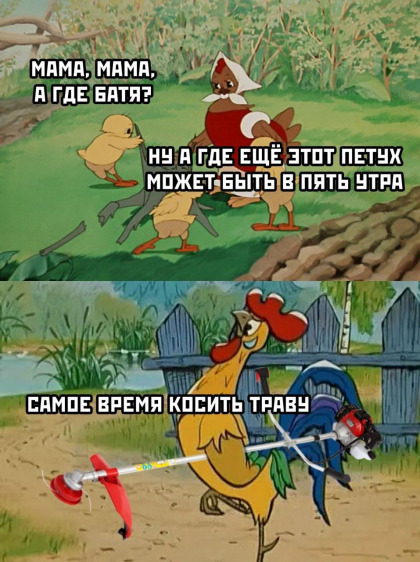 МАМА, МАМА,
А ГДЕ БАТЯ?
НУ А ГДЕ ЕЩЁ ЭТОТ ПЕТУХ
МОЖЕТ БЫТЬ В ПЯТЬ УТРА
САМОЕ ВРЕМЯ КОСИТЬ ТРАВУ